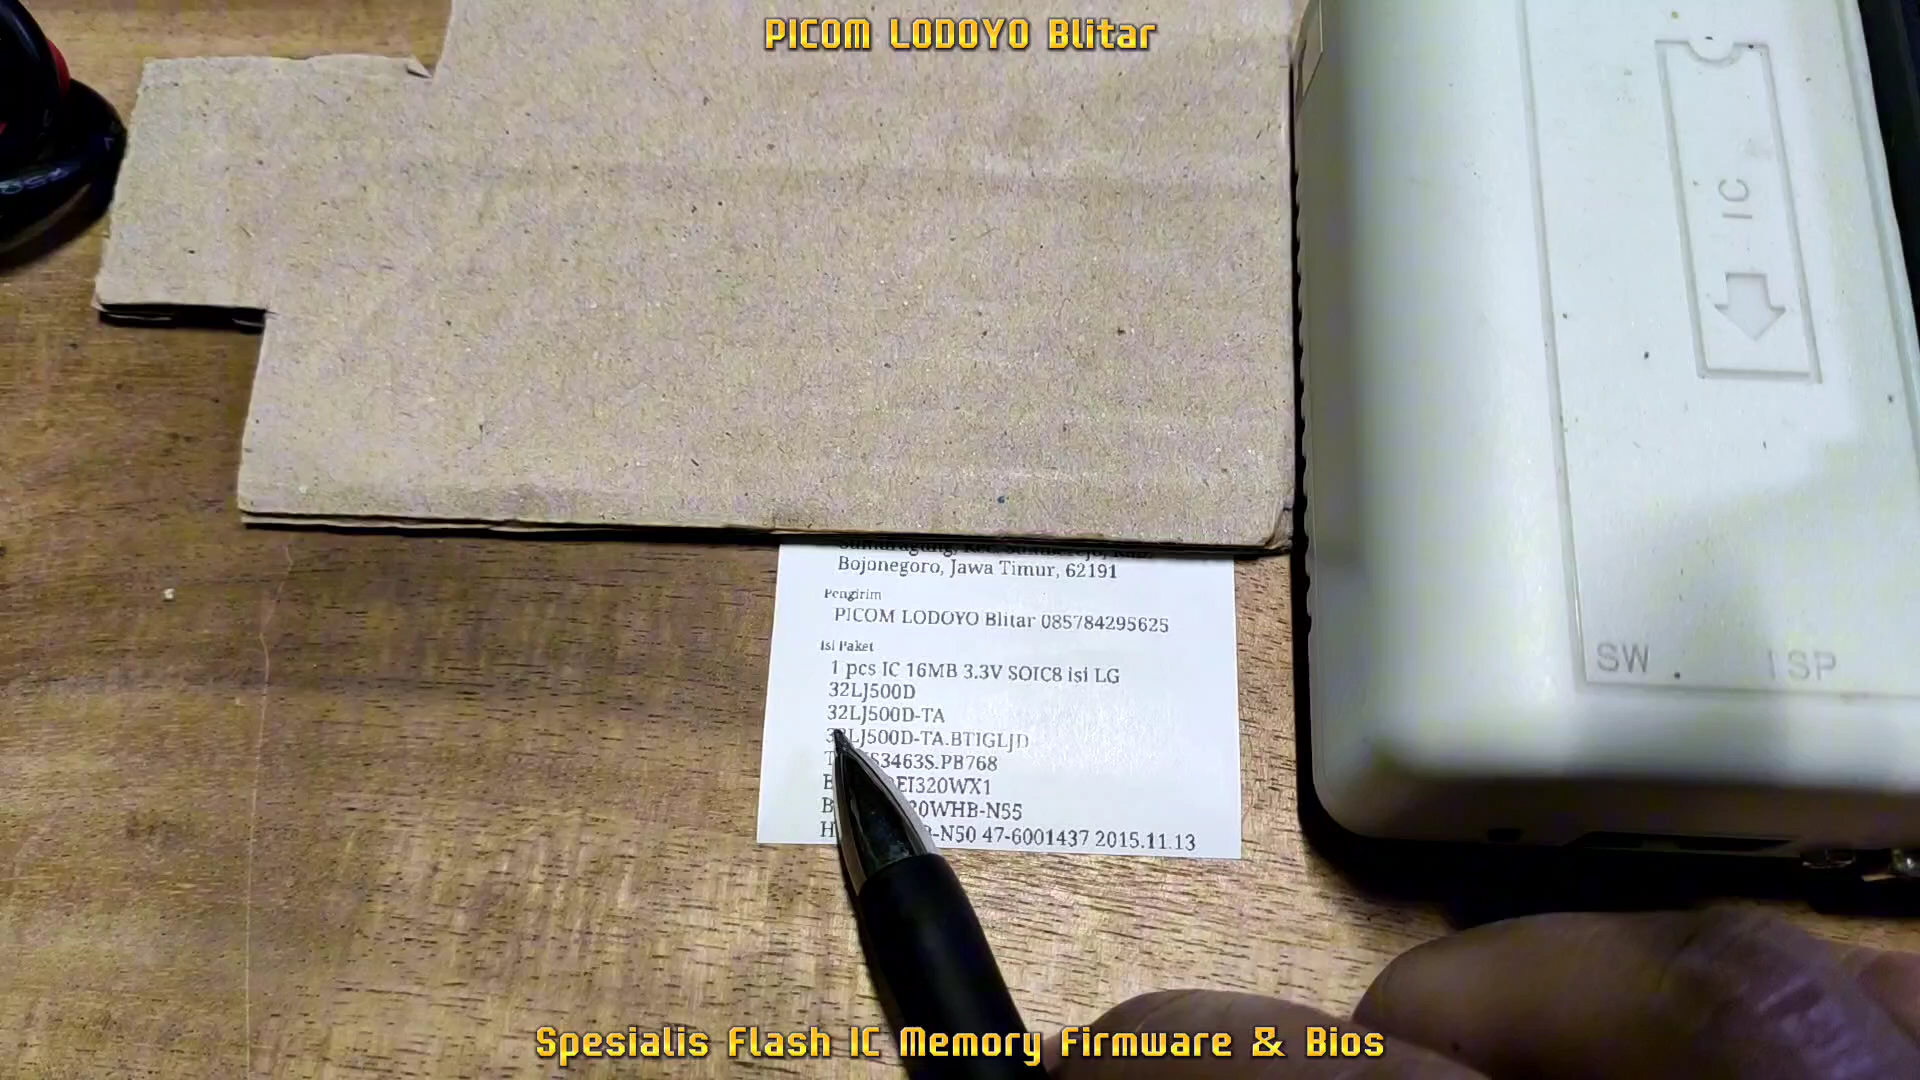 PICOM LODOYO Blitar
IC
SW ISP
Bojonegoro, Jawa Timur, 62191
Pengirim
PICOM LODOYO Blitar 085784295625
Isi Paket
1 pcs IC 16MB 3.3V SOIC8 isi LG
32LJ500D
32LJ500D-TA
LJ500D-TA.BTIGLJD
S3463S.PB768
EI320WX1
20WHB-N55
-N50 47-6001437 2015.11.13
Spesialis Flash IC Memory Firmware & Bios